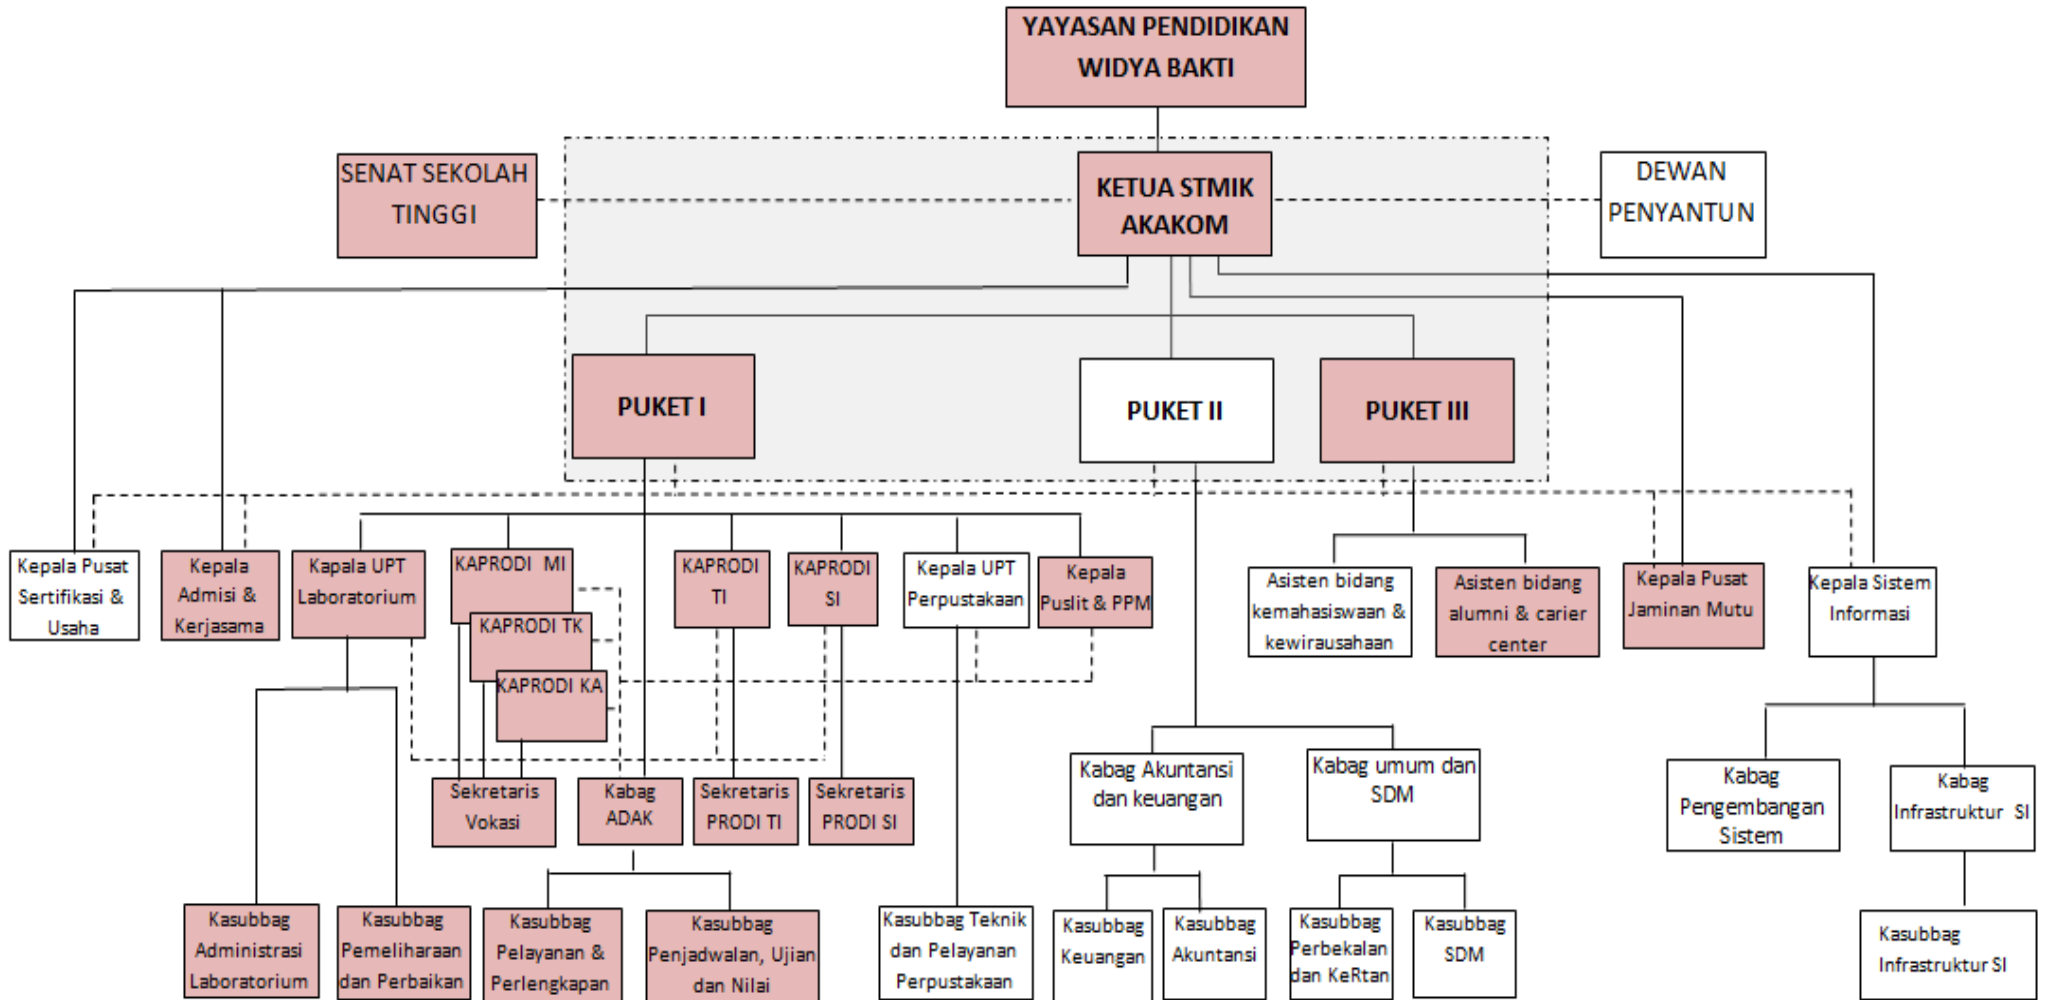 YAYASAN PENDIDIKAN
WIDYA BAKTI
SENAT SEKOLAH
TINGGI
KETUA STMIK
AKAKOM
DEWAN
PENYANTUN
PUKET I
PUKET II
PUKET III
Kepala Pusat
Sertifikasi &
Usaha
Kepala
Admisi &
Kerjasama
Kapala UPT
Laboratorium
KAPRODI MI
KAPRODI TK
KAPRODI KA
KAPRODI
TI
KAPRODI
SI
Kepala UPT
Perpustakaan
Kepala
Puslit & PPM
Asisten bidang
kemahasiswaan &
kewirausahaan
Asisten bidang
alumni & carier
center
Kepala Pusat
Jaminan Mutu
Kepala Sistem
Informasi
Sekretaris
Vokasi
Kabag
ADAK
Sekretaris
PRODI TI
Sekretaris
PRODI SI
Kabag Akuntansi
dan keuangan
Kabag umum dan
SDM
Kabag
Pengembangan
Sistem
Kabag
Infrastruktur SI
Kasubbag
Administrasi
Laboratorium
Kasubbag
Pemeliharaan
dan Perbaikan
Kasubbag
Pelayanan &
Perlengkapan
Kasubbag
Penjadwalan, Ujian
dan Nilai
Kasubbag Teknik
dan Pelayanan
Perpustakaan
Kasubbag
Keuangan
Kasubbag
Akuntansi
Kasubbag
Perbekalan
dan KeRtan
Kasubbag
SDM
Kasubbag
Infrastruktur SI